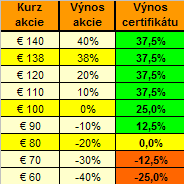 Kurz akcie Výnos akcie Výnos certifikátu
€ 140 40% 37,5%
€ 138 38% 37,5%
€ 120 20% 37,5%
€ 110 10% 37,5%
€ 100 0% 25,0%
€ 90 -10% 12,5%
€ 80 -20% 0,0%
€ 70 -30% -12,5%
€ 60 -40% -25,0%